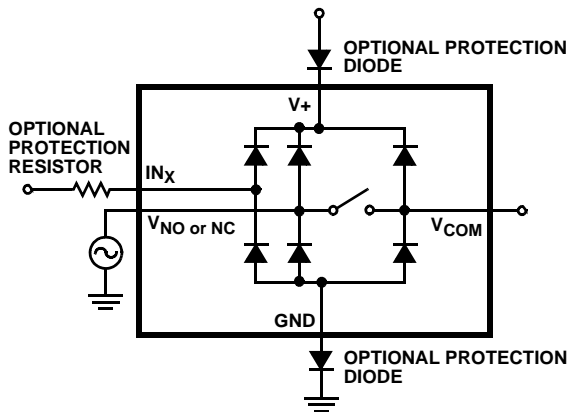 OPTIONAL PROTECTION
DIODE
V+
OPTIONAL
PROTECTION
RESISTOR
INX
VNO or NC
VCOM
GND
OPTIONAL PROTECTION
DIODE